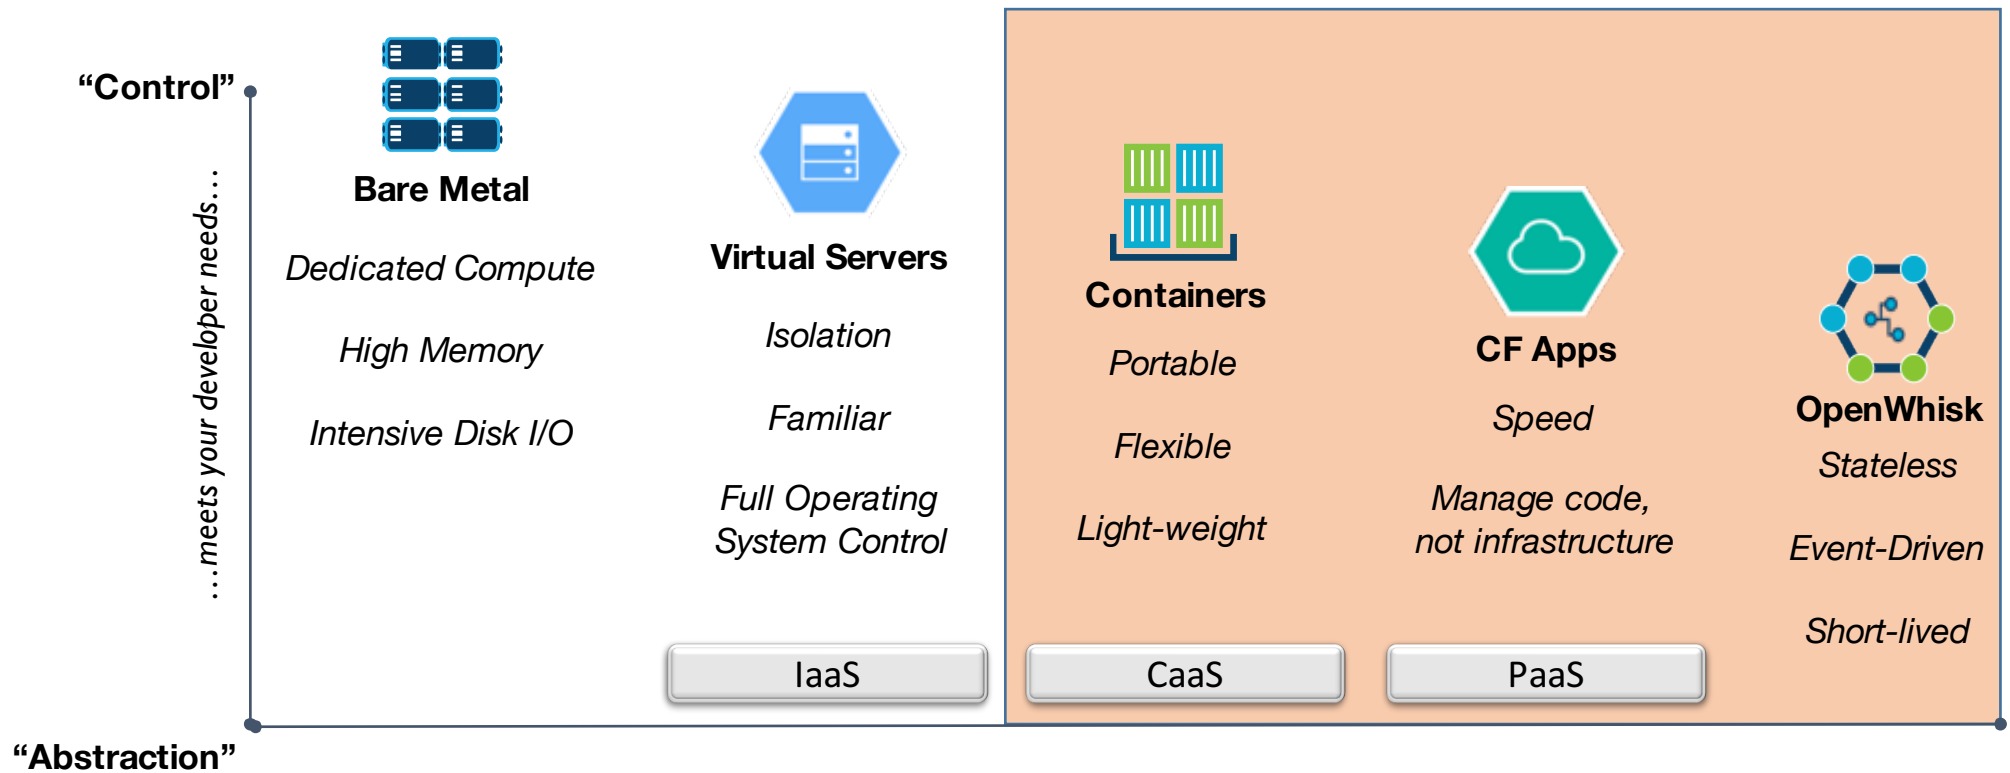 “Control”
…meets your developer needs…
“Abstraction”
Bare Metal
Dedicated Compute
High Memory
Intensive Disk I/O
Virtual Servers
Isolation
Familiar
Full Operating
System Control
IaaS
Containers
Portable
Flexible
Light-weight
CaaS
CF Apps
Speed
Manage code,
not infrastructure
PaaS
OpenWhisk
Stateless
Event-Driven
Short-lived